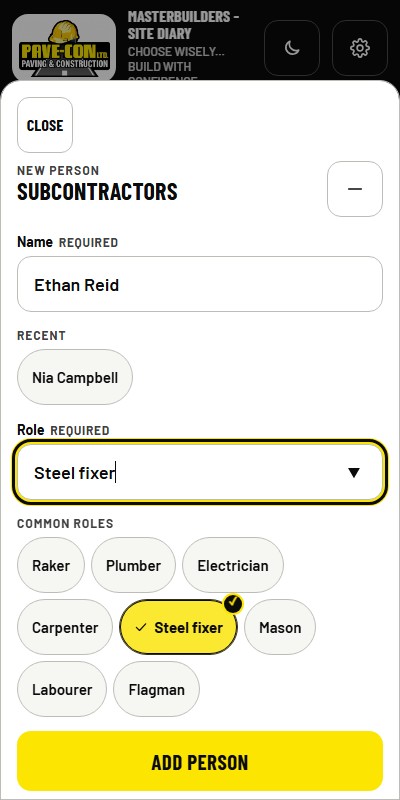 PAVE-CON LTD.
PAVING & CONSTRUCTION
MASTERBUILDERS -
SITE DIARY
CHOOSE WISELY...
BUILD WITH
CONFIDENCE
CLOSE
NEW PERSON
SUBCONTRACTORS
Name REQUIRED
Ethan Reid
RECENT
Nia Campbell
Role REQUIRED
Steel fixer
COMMON ROLES
Raker Plumber Electrician
Carpenter Steel fixer Mason
Labourer Flagman
ADD PERSON